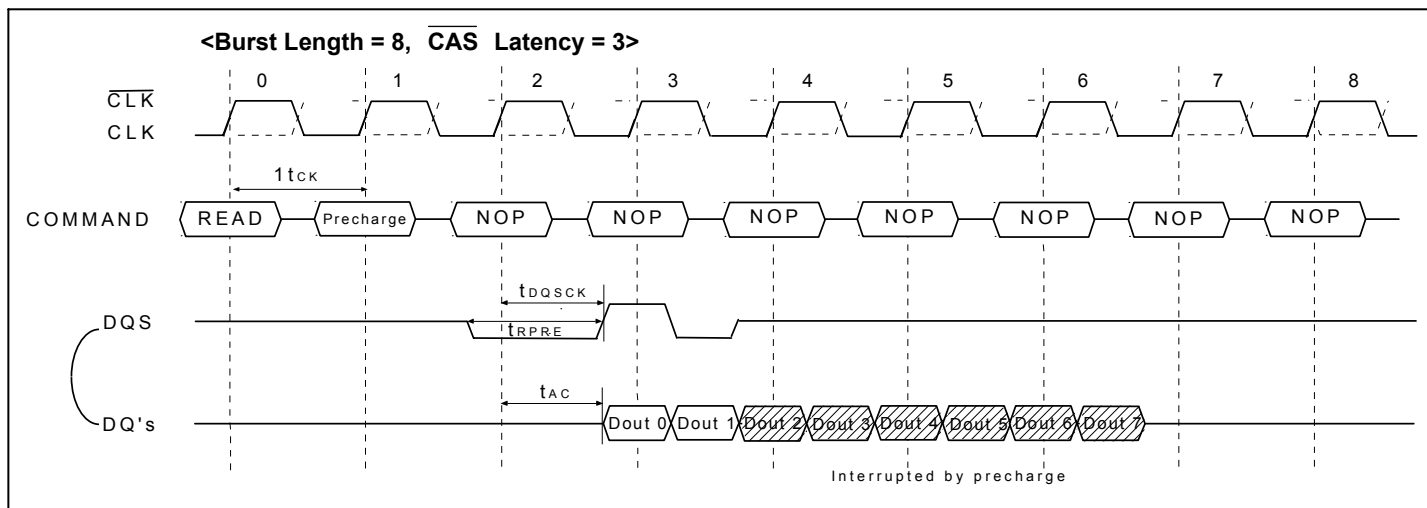 <Burst Length = 8, CAS Latency = 3>
0 1 2 3 4 5 6 7 8
CLK
CLK
1tCK
COMMAND READ Precharge NOP NOP NOP NOP NOP NOP NOP
tDQSCK
DQS
tRPRE
tAC
DQ's Dout 0 Dout 1 Dout 2 Dout 3 Dout 4 Dout 5 Dout 6 Dout 7
Interrupted by precharge